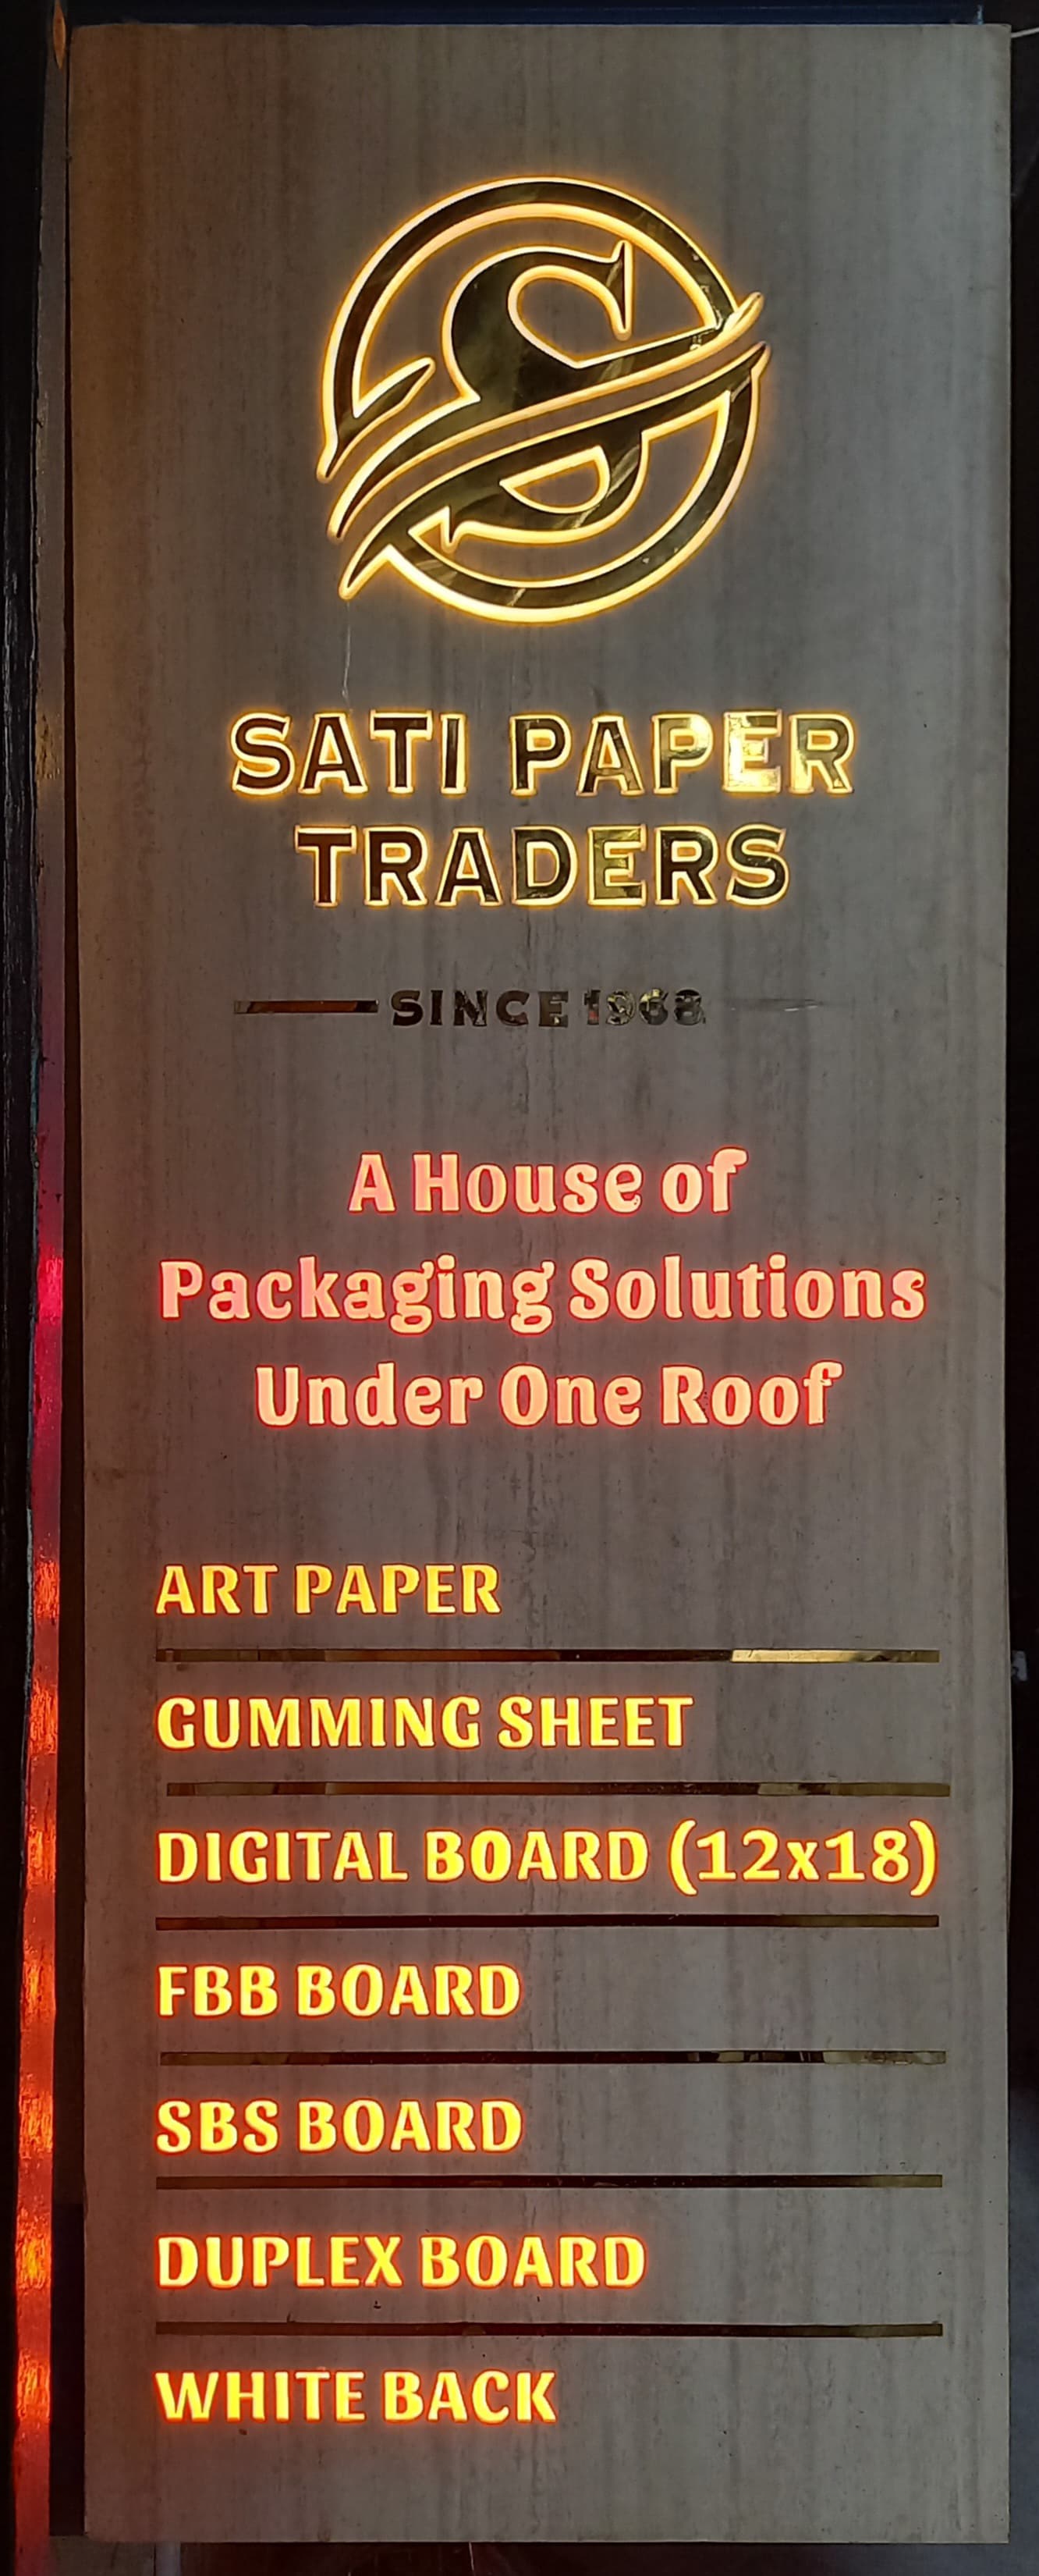 S
SATI PAPER
TRADERS
SINCE 1968
A House of
Packaging Solutions
Under One Roof
ART PAPER
GUMMING SHEET
DIGITAL BOARD (12x18)
FBB BOARD
SBS BOARD
DUPLEX BOARD
WHITE BACK